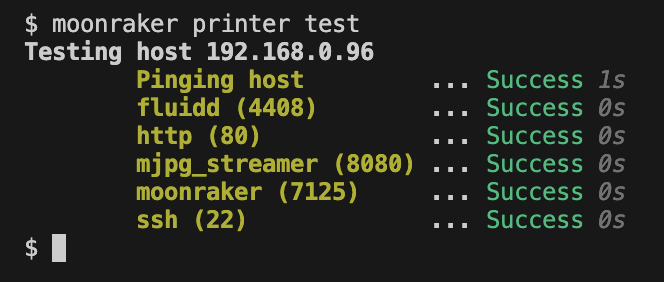 $ moonraker printer test
Testing host 192.168.0.96
Pinging host ... Success 1s
fluidd (4408) ... Success 0s
http (80) ... Success 0s
mjpg_streamer (8080) ... Success 0s
moonraker (7125) ... Success 0s
ssh (22) ... Success 0s
$